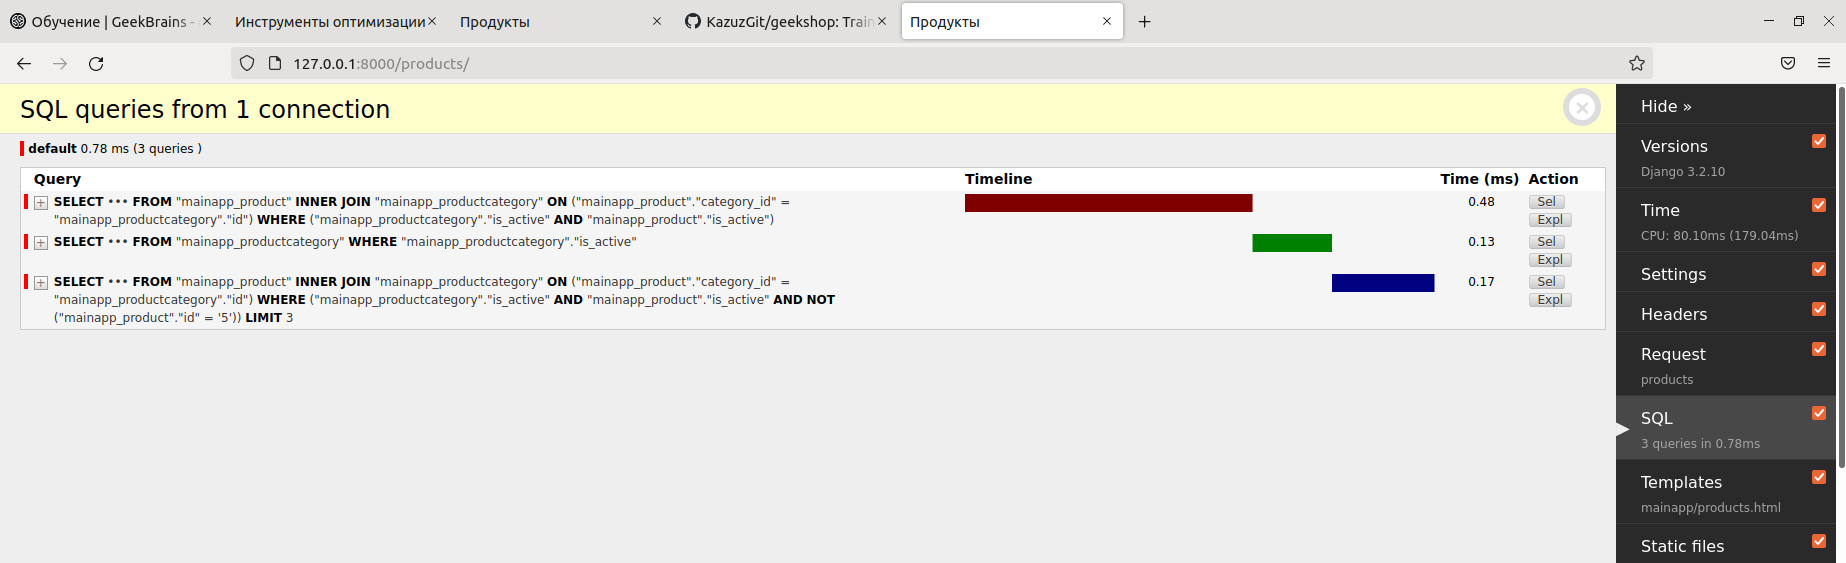 Обучение | GeekBrains -
Инструменты оптимизации
Продукты
KazuzGit/geekshop: Train
Продукты
127.0.0.1:8000/products/
SQL queries from 1 connection
default 0.78 ms (3 queries )
Query Timeline Time (ms) Action
SELECT ••• FROM "mainapp_product" INNER JOIN "mainapp_productcategory" ON ("mainapp_product"."category_id" = 0.48 Sel
"mainapp_productcategory"."id") WHERE ("mainapp_productcategory"."is_active" AND "mainapp_product"."is_active") Expl
SELECT ••• FROM "mainapp_productcategory" WHERE "mainapp_productcategory"."is_active" 0.13 Sel
Expl
SELECT ••• FROM "mainapp_product" INNER JOIN "mainapp_productcategory" ON ("mainapp_product"."category_id" = 0.17 Sel
"mainapp_productcategory"."id") WHERE ("mainapp_productcategory"."is_active" AND "mainapp_product"."is_active" AND NOT Expl
("mainapp_product"."id" = '5')) LIMIT 3
Hide »
Versions
Django 3.2.10
Time
CPU: 80.10ms (179.04ms)
Settings
Headers
Request
products
SQL
3 queries in 0.78ms
Templates
mainapp/products.html
Static files